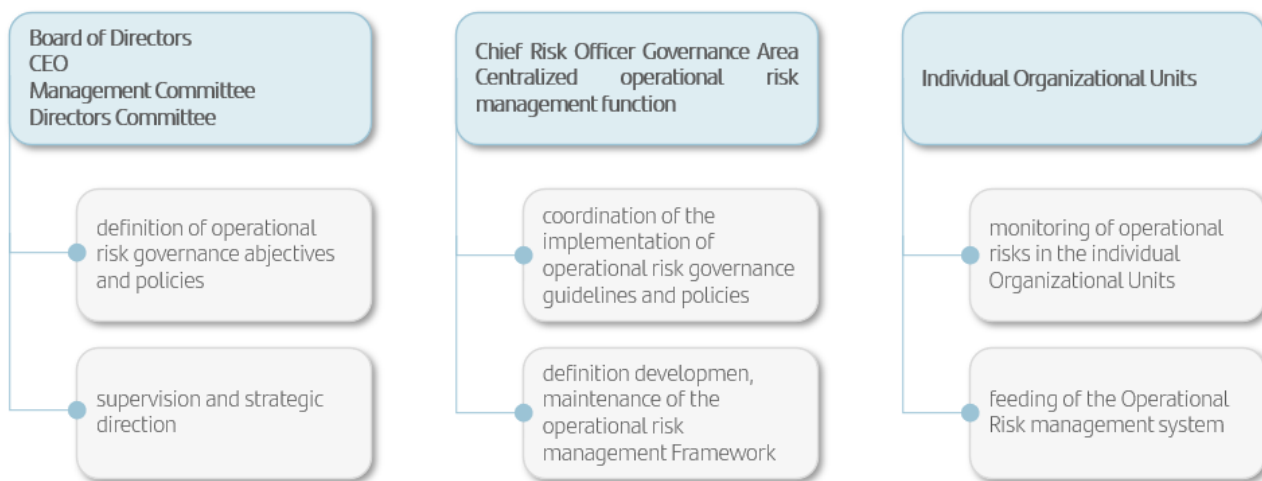 Board of Directors
CEO
Management Committee
Directors Committee
definition of operational
risk governance abjectives
and policies
supervision and strategic
direction
Chief Risk Officer Governance Area
Centralized operational risk
management function
coordination of the
implementation of
operational risk governance
guidelines and policies
definition developmen,
maintenance of the
operational risk
management Framework
Individual Organizational Units
monitoring of operational
risks in the individual
Organizational Units
feeding of the Operational
Risk management system